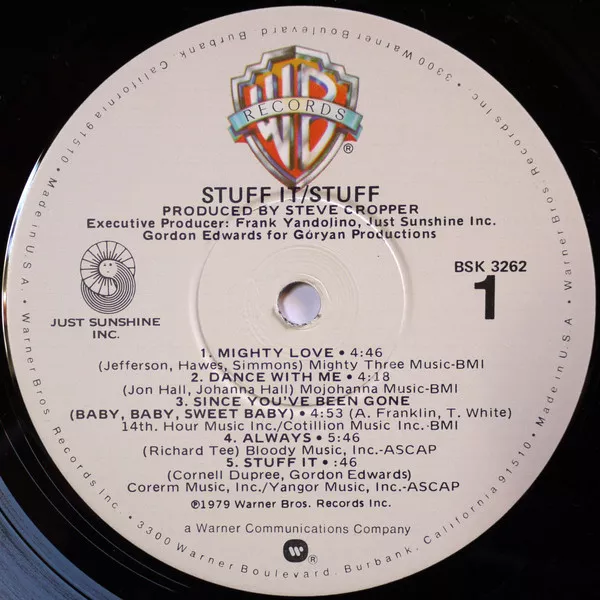 3300 Warner Boulevard, Burbank, California 91510 • Made in U.S.A. • Warner Bros. Records Inc. • 3300 Warner Boulevard, Burbank, California 91510 • Made in U.S.A. • Warner Bros. Records Inc. •
WB
RECORDS
®
STUFF IT/STUFF
PRODUCED BY STEVE CROPPER
Executive Producer: Frank Yandolino, Just Sunshine Inc.
Gordon Edwards for Góryan Productions
JUST SUNSHINE
INC.
BSK 3262
1
1. MIGHTY LOVE • 4:46
(Jefferson, Hawes, Simmons) Mighty Three Music-BMI
2. DANCE WITH ME • 4:18
(Jon Hall, Johanna Hall) Mojohanna Music-BMI
3. SINCE YOU'VE BEEN GONE
(BABY, BABY, SWEET BABY) • 4:53 (A. Franklin, T. White)
14th. Hour Music Inc./Cotillion Music Inc.-BMI
4. ALWAYS • 5:46
(Richard Tee) Bloody Music, Inc.-ASCAP
5. STUFF IT • :46
(Cornell Dupree, Gordon Edwards)
Corerm Music, Inc./Yangor Music, Inc.-ASCAP
℗1979 Warner Bros. Records Inc.
a Warner Communications Company
®